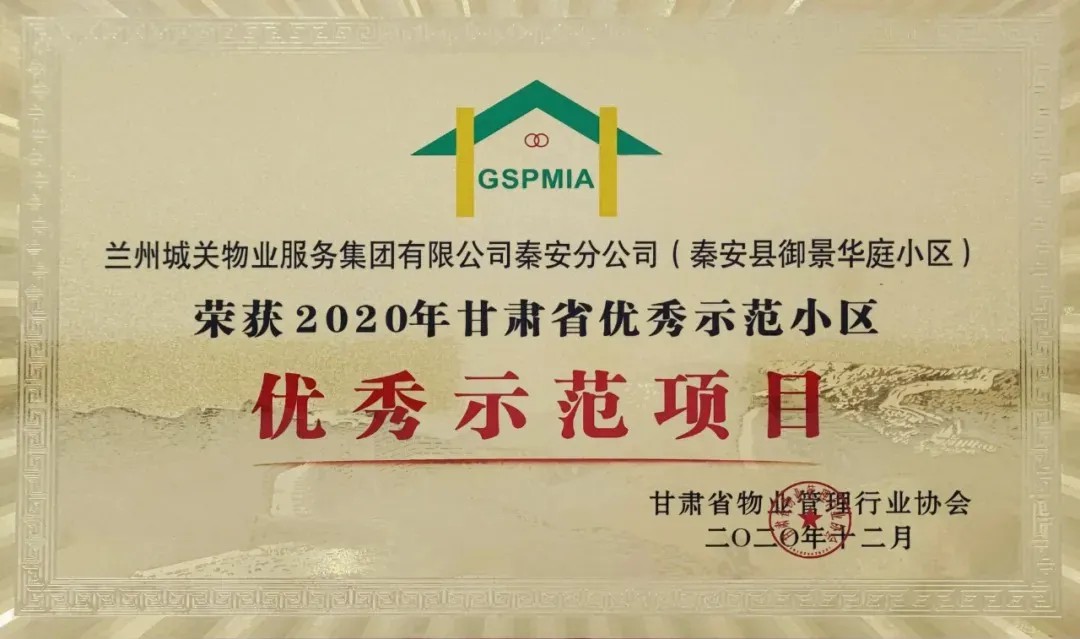 GSPMIA
兰州城关物业服务集团有限公司秦安分公司（秦安县御景华庭小区）
荣获2020年甘肃省优秀示范小区
优秀示范项目
甘肃省物业管理行业协会
二〇二〇年十二月